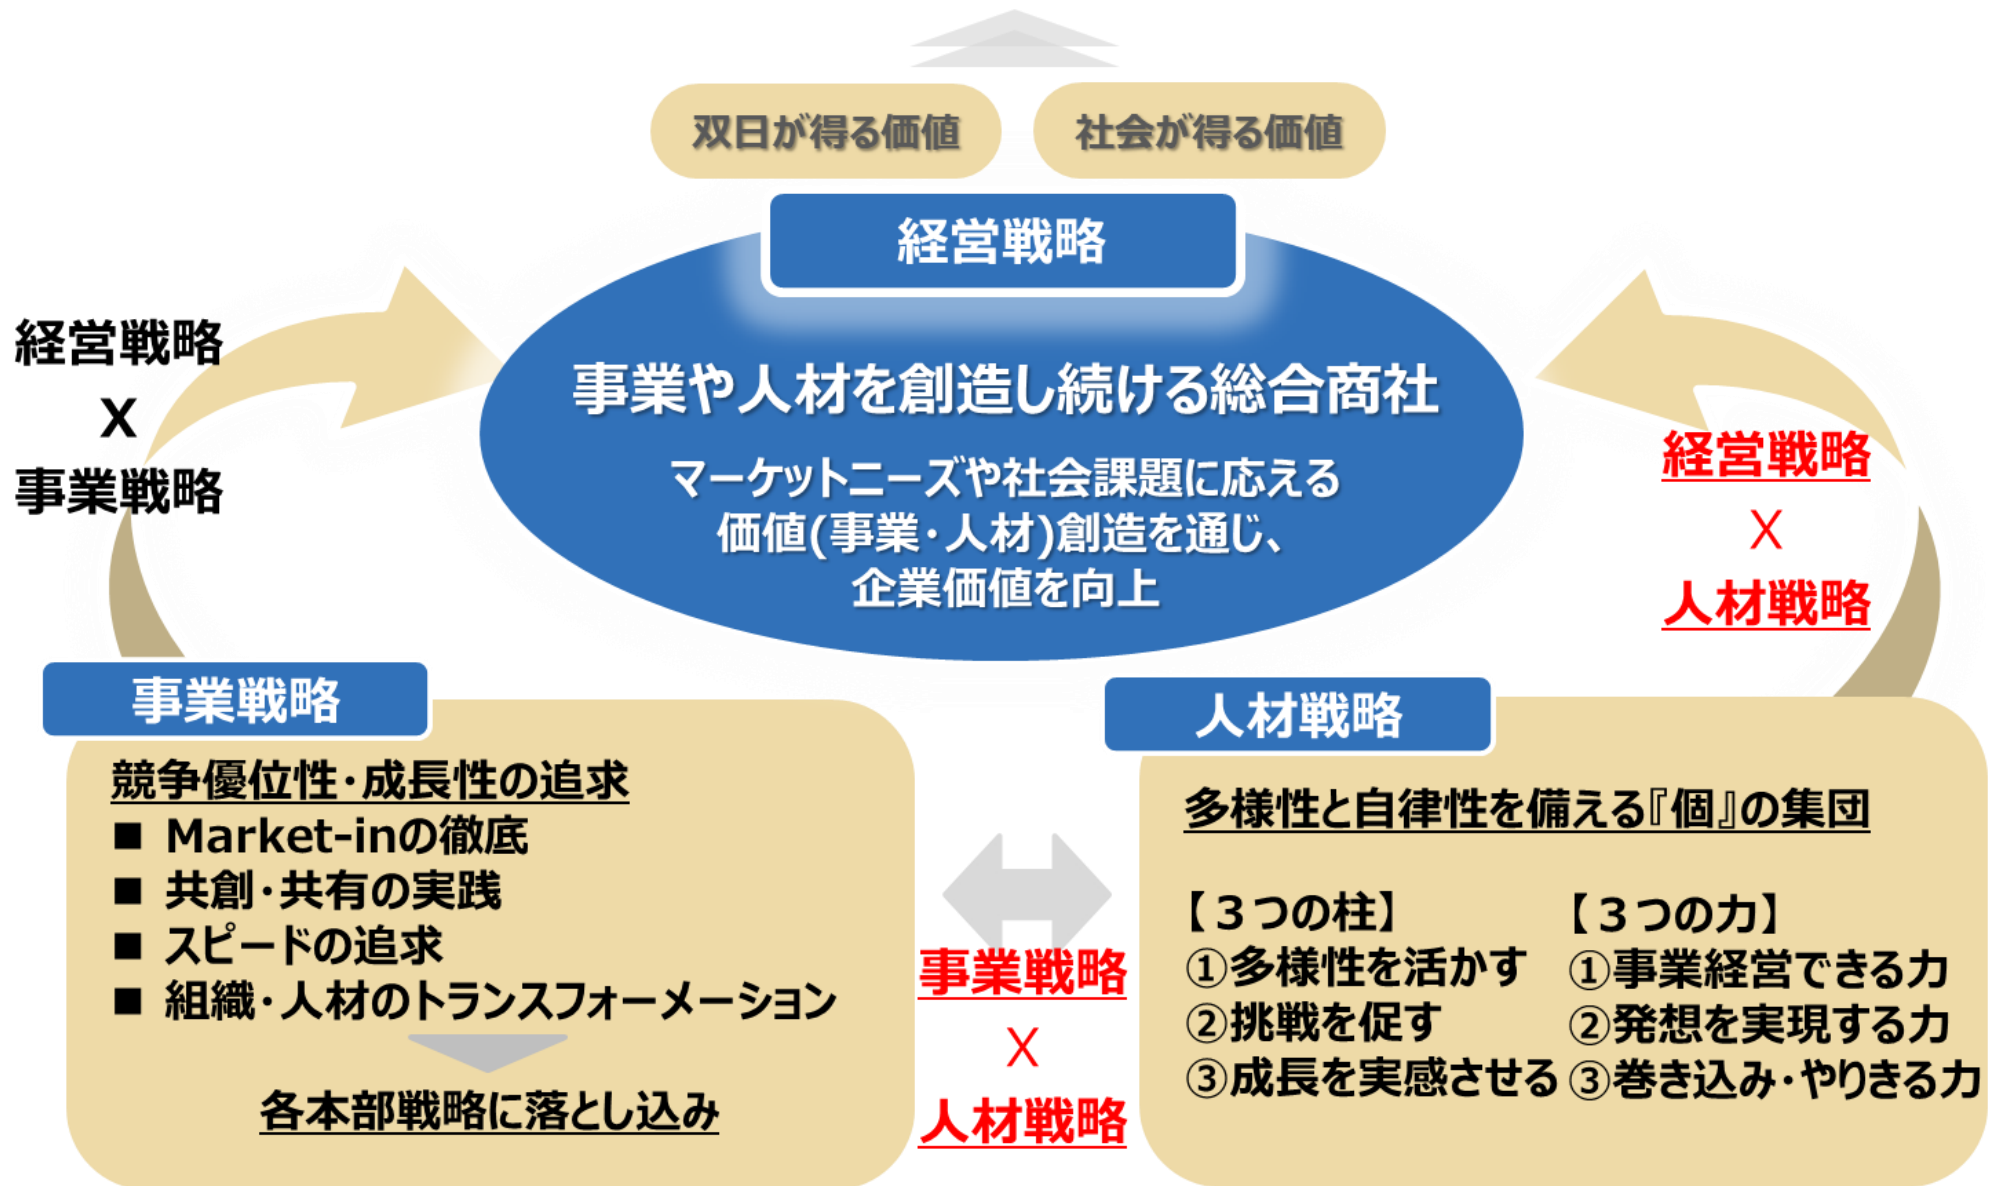 双日が得る価値
社会が得る価値
経営戦略
事業や人材を創造し続ける総合商社
マーケットニーズや社会課題に応える
価値(事業・人材)創造を通じ、
企業価値を向上
経営戦略
X
事業戦略
経営戦略
X
人材戦略
事業戦略
競争優位性・成長性の追求
■ Market-inの徹底
■ 共創・共有の実践
■ スピードの追求
■ 組織・人材のトランスフォーメーション
各本部戦略に落とし込み
事業戦略
X
人材戦略
人材戦略
多様性と自律性を備える『個』の集団
【３つの柱】
①多様性を活かす
②挑戦を促す
③成長を実感させる
【３つの力】
①事業経営できる力
②発想を実現する力
③巻き込み・やりきる力